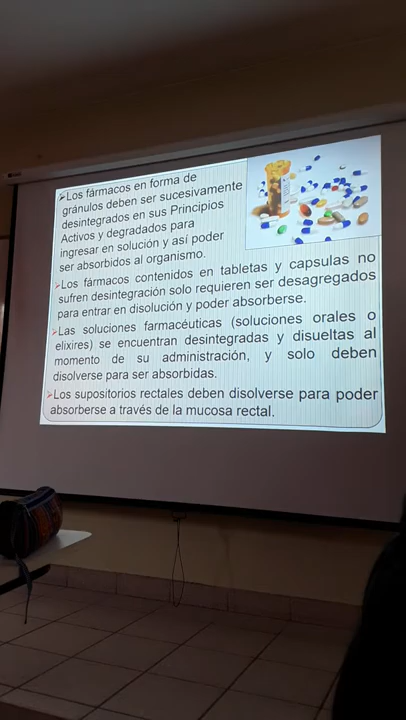 ➢Los fármacos en forma de
gránulos deben ser sucesivamente
desintegrados en sus Principios
Activos y degradados para
ingresar en solución y así poder
ser absorbidos al organismo.
➢Los fármacos contenidos en tabletas y capsulas no
sufren desintegración solo requieren ser desagregados
para entrar en disolución y poder absorberse.
➢Las soluciones farmacéuticas (soluciones orales o
elixires) se encuentran desintegradas y disueltas al
momento de su administración, y solo deben
disolverse para ser absorbidas.
➢Los supositorios rectales deben disolverse para poder
absorberse a través de la mucosa rectal.